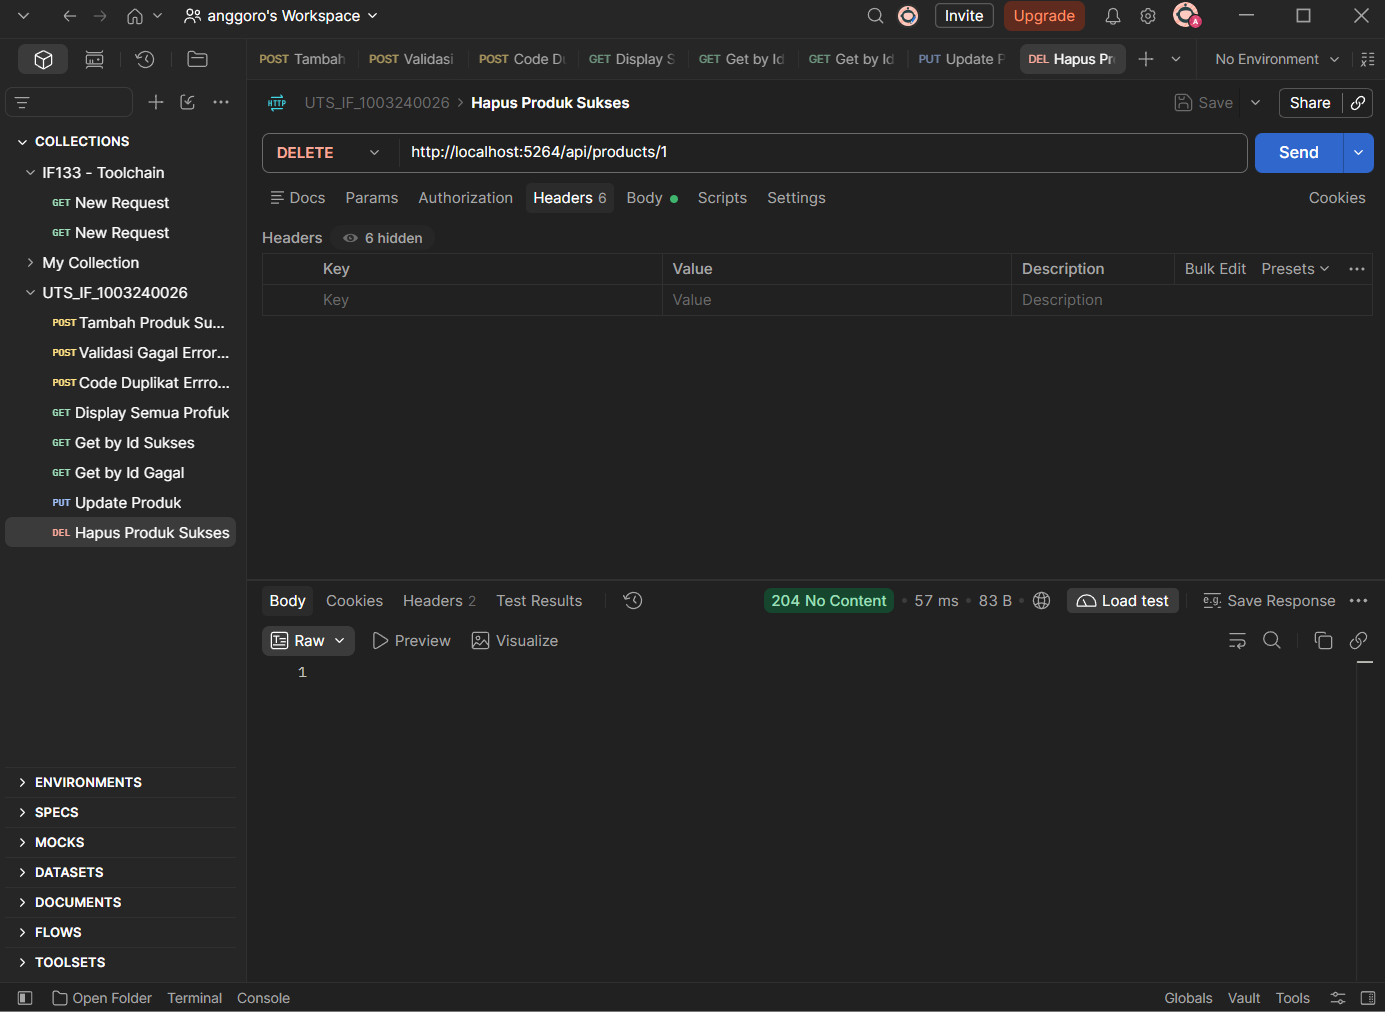 anggoro's Workspace
Invite
Upgrade
A
POST Tambah
POST Validasi
POST Code Du
GET Display S
GET Get by Id
GET Get by Id
PUT Update P
DEL Hapus Pr
No Environment
HTTP UTS_IF_1003240026 > Hapus Produk Sukses
Save
Share
COLLECTIONS
IF133 - Toolchain
GET New Request
GET New Request
My Collection
UTS_IF_1003240026
POST Tambah Produk Su...
POST Validasi Gagal Error...
POST Code Duplikat Errro...
GET Display Semua Profuk
GET Get by Id Sukses
GET Get by Id Gagal
PUT Update Produk
DEL Hapus Produk Sukses
DELETE
http://localhost:5264/api/products/1
Send
Docs Params Authorization Headers 6 Body Scripts Settings Cookies
Headers 6 hidden
Key Value Description Bulk Edit Presets
Key Value Description
Body Cookies Headers 2 Test Results
204 No Content • 57 ms • 83 B
Load test
e.g. Save Response
Raw Preview Visualize
1
ENVIRONMENTS
SPECS
MOCKS
DATASETS
DOCUMENTS
FLOWS
TOOLSETS
Open Folder Terminal Console
Globals Vault Tools